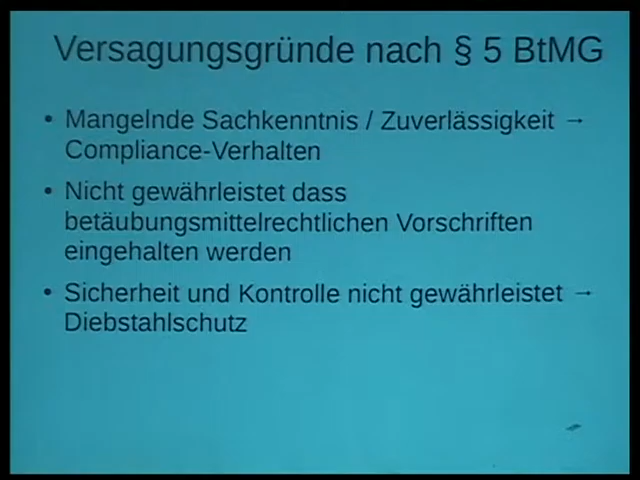 Versagungsgründe nach § 5 BtMG
• Mangelnde Sachkenntnis / Zuverlässigkeit →
Compliance-Verhalten
• Nicht gewährleistet dass
betäubungsmittelrechtlichen Vorschriften
eingehalten werden
• Sicherheit und Kontrolle nicht gewährleistet →
Diebstahlschutz